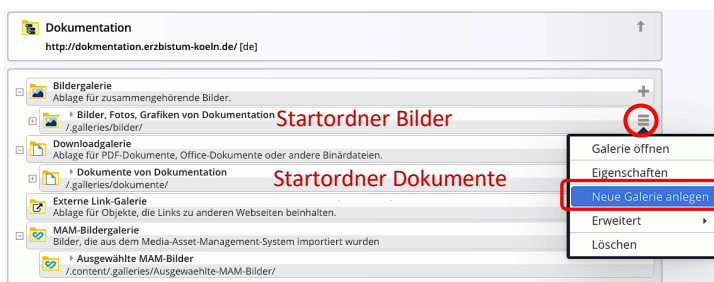 Dokumentation
http://dokmentation.erzbistum-koeln.de/ [de]
Bildergalerie
Ablage für zusammengehörende Bilder.
Bilder, Fotos, Grafiken von Dokumentation
/.galleries/bilder/
Startordner Bilder
Downloadgalerie
Ablage für PDF-Dokumente, Office-Dokumente oder andere Binärdateien.
Dokumente von Dokumentation
/.galleries/dokumente/
Startordner Dokumente
Externe Link-Galerie
Ablage für Objekte, die Links zu anderen Webseiten beinhalten.
MAM-Bildergalerie
Bilder, die aus dem Media-Asset-Management-System importiert wurden
Ausgewählte MAM-Bilder
/.content/.galleries/Ausgewaehlte-MAM-Bilder/
Galerie öffnen
Eigenschaften
Neue Galerie anlegen
Erweitert
Löschen